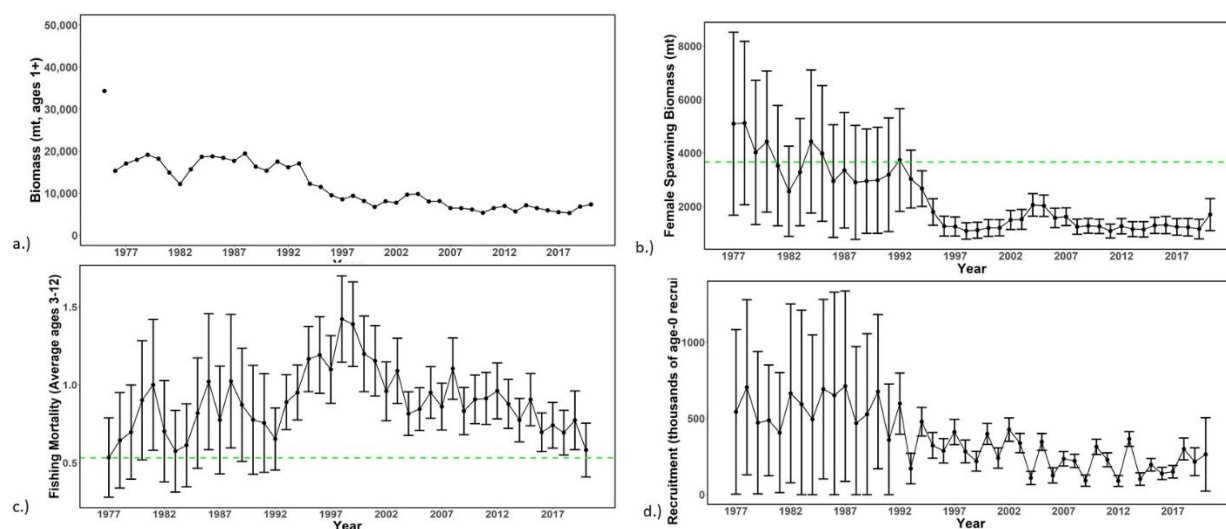 50,000
40,000
30,000
20,000
10,000
0
Biomass (mt, ages 1+)
1977 1982 1987 1992 1997 2002 2007 2012 2017
a.)
8000
6000
4000
2000
Female Spawning Biomass (mt)
1977 1982 1987 1992 1997 2002 2007 2012 2017
Year
b.)
1.5
1.0
0.5
Fishing Mortality (Average ages 3-12)
1977 1982 1987 1992 1997 2002 2007 2012 2017
Year
c.)
1000
500
0
Recruitment (thousands of age-0 recrui
1977 1982 1987 1992 1997 2002 2007 2012 2017
Year
d.)